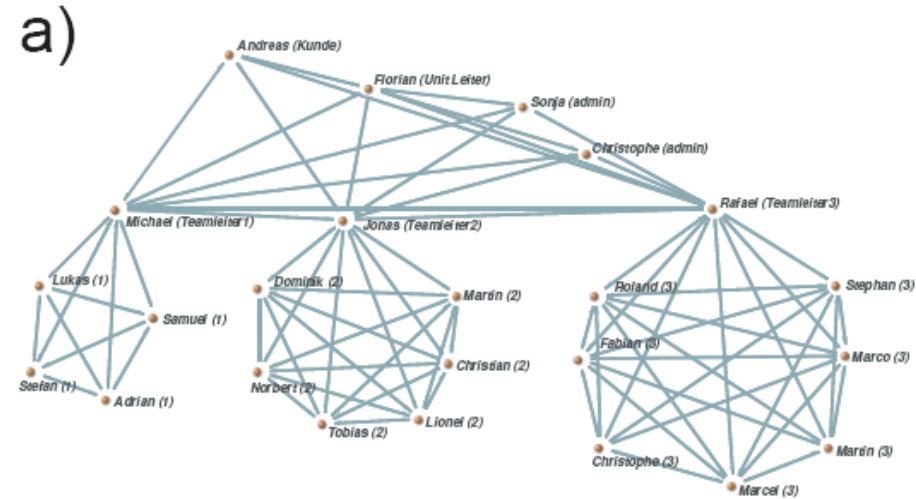 a)
Andreas (Kunde)
Florian (Unit Leiter)
Sonja (admin)
Christophe (admin)
Michael (Teamleiter1)
Jonas (Teamleiter2)
Rafael (Teamleiter3)
Lukas (1)
Samuel (1)
Stefan (1)
Adrian (1)
Dominik (2)
Martin (2)
Christian (2)
Norbert (2)
Lionel (2)
Tobias (2)
Roland (3)
Stephan (3)
Fabian (3)
Marco (3)
Christophe (3)
Martin (3)
Marcel (3)